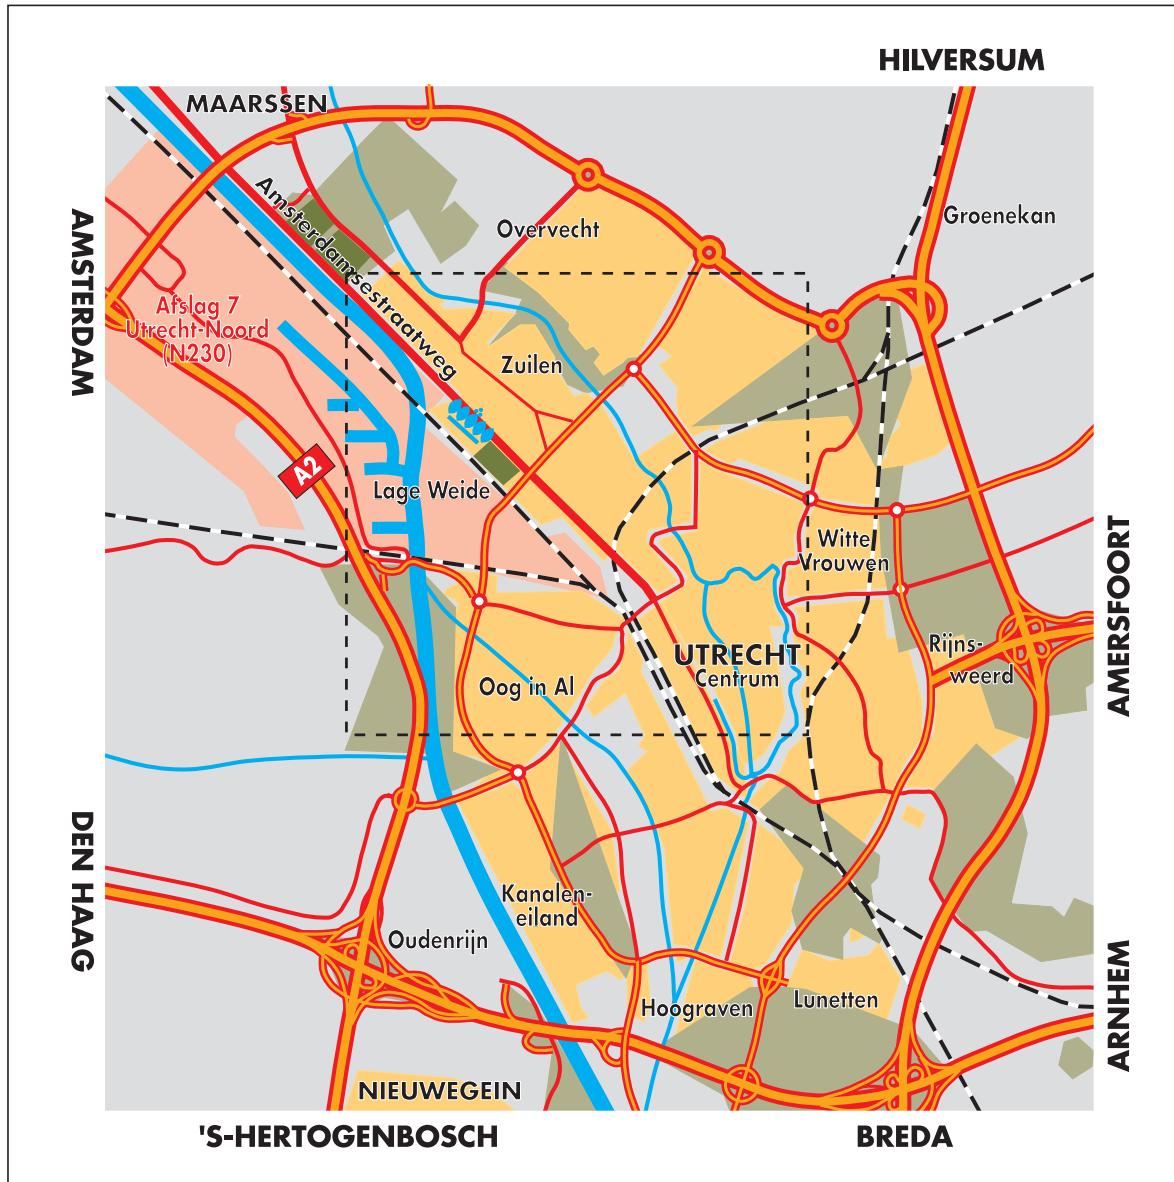 HILVERSUM
MAARSSEN
Amsterdamsestraatweg
Overvecht
Groenekan
AMSTERDAM
Afslag 7
Utrecht-Noord
(N230)
Zuilen
A2
Lage Weide
Witte
Vrouwen
AMERSFOORT
Rijns-
weerd
UTRECHT
Centrum
Oog in Al
DEN HAAG
Kanalen-
eiland
Oudenrijn
Hoograven
Lunetten
ARNHEM
NIEUWEGEIN
'S-HERTOGENBOSCH
BREDA